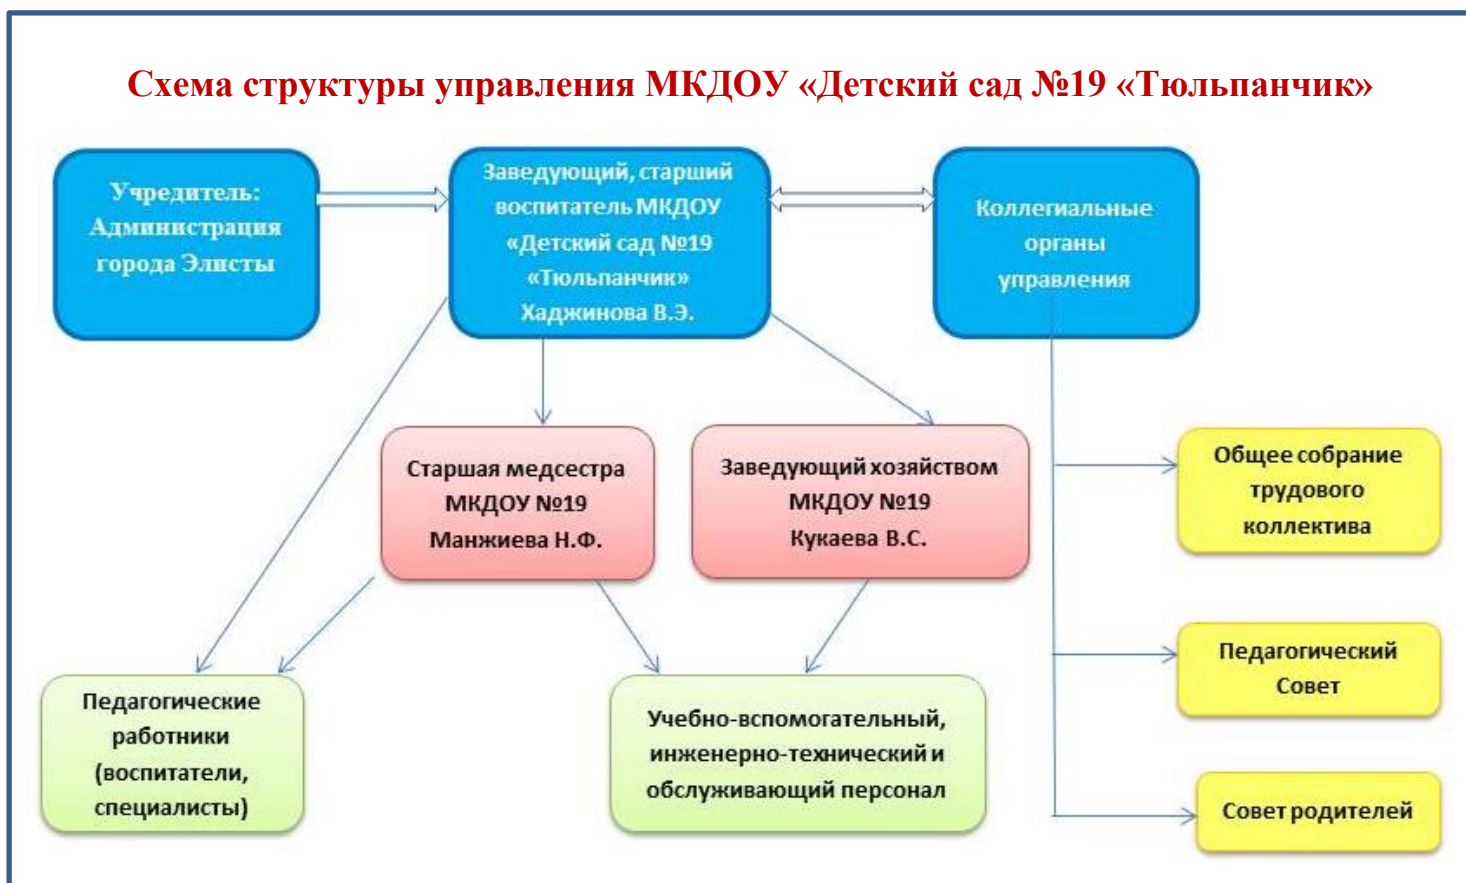 Схема структуры управления МКДОУ «Детский сад №19 «Тюльпанчик»
Учредитель:
Администрация
города Элисты
Заведующий, старший
воспитатель МКДОУ
«Детский сад №19
«Тюльпанчик»
Хаджинова В.Э.
Коллегиальные
органы
управления
Старшая медсестра
МКДОУ №19
Манжиева Н.Ф.
Заведующий хозяйством
МКДОУ №19
Кукаева В.С.
Общее собрание
трудового
коллектива
Педагогический
Совет
Совет родителей
Педагогические
работники
(воспитатели,
специалисты)
Учебно-вспомогательный,
инженерно-технический и
обслуживающий персонал